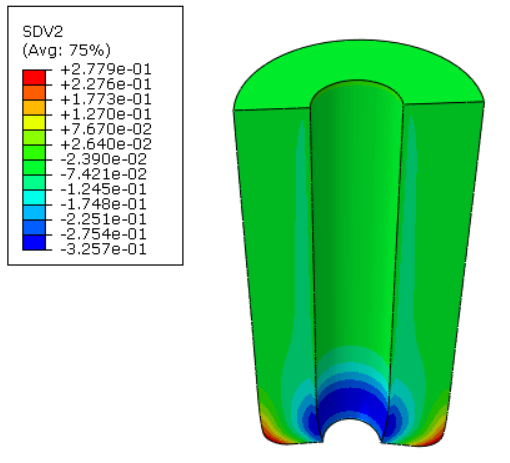 SDV2
(Avg: 75%)
+2.779e-01
+2.276e-01
+1.773e-01
+1.270e-01
+7.670e-02
+2.640e-02
-2.390e-02
-7.421e-02
-1.245e-01
-1.748e-01
-2.251e-01
-2.754e-01
-3.257e-01